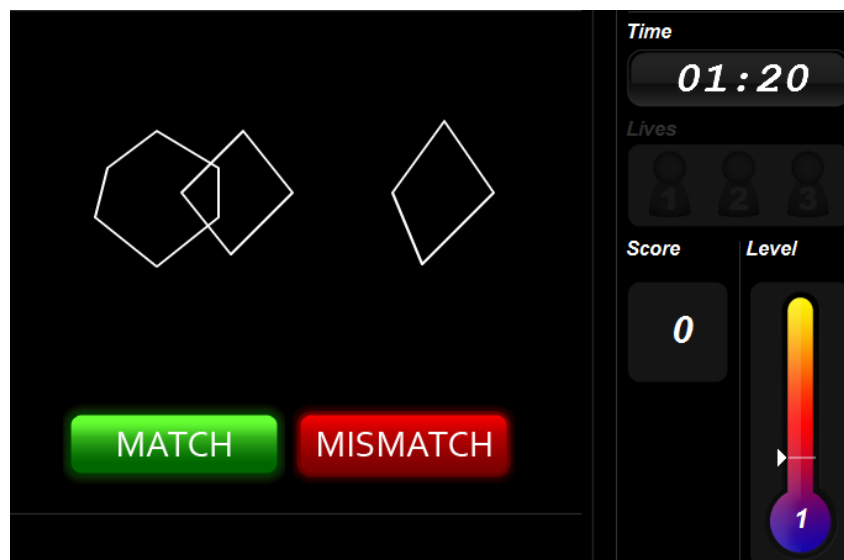 Time
01:20
Lives
1 2 3
Score
Level
0
MATCH
MISMATCH
1